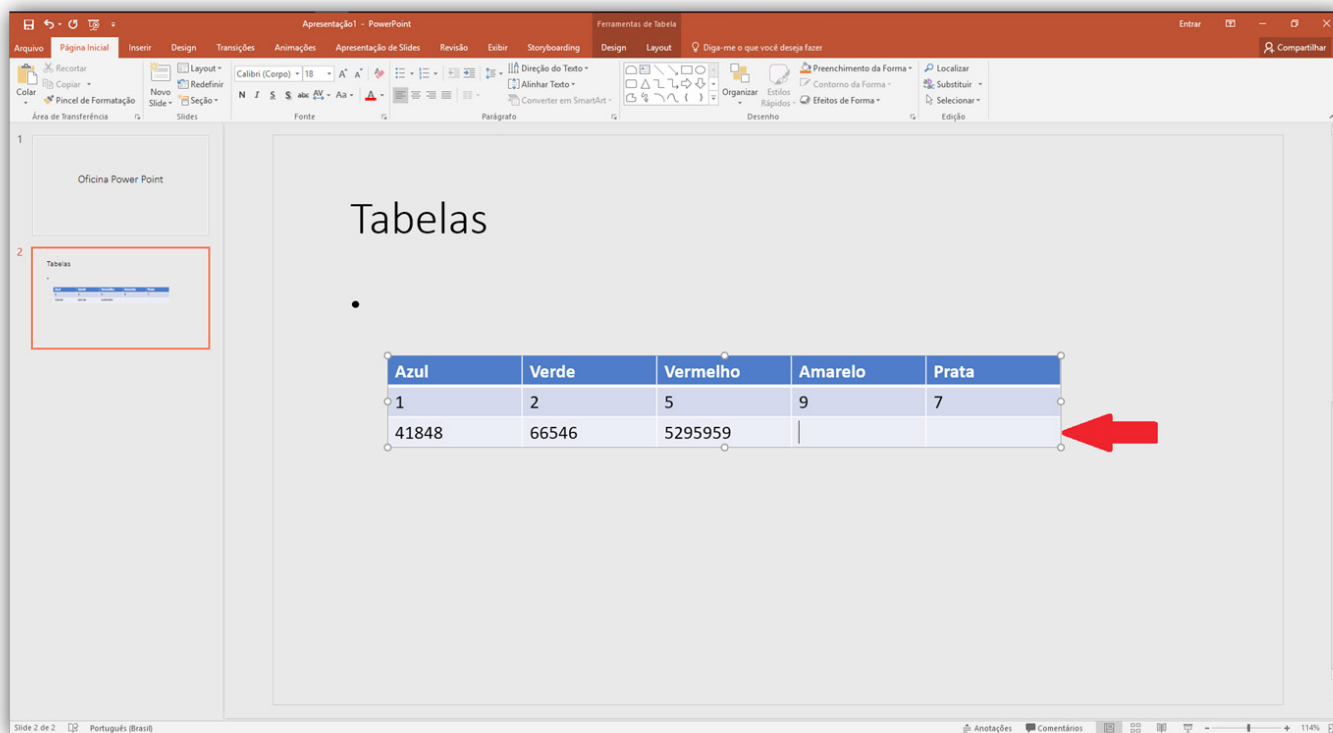 Apresentação1 - PowerPoint
Ferramentas de Tabela
Entrar
Arquivo Página Inicial Inserir Design Transições Animações Apresentação de Slides Revisão Exibir Storyboarding Design Layout Diga-me o que você deseja fazer Compartilhar
Colar
Recortar
Copiar
Pincel de Formatação
Área de Transferência
Novo
Slide
Layout
Redefinir
Seção
Slides
Calibri (Corpo) 18
N I S S abc AV Aa A
Fonte
Direção do Texto
Alinhar Texto
Converter em SmartArt
Parágrafo
Organizar
Estilos
Rápidos
Preenchimento da Forma
Contorno da Forma
Efeitos de Forma
Desenho
Localizar
Substituir
Selecionar
Edição
1
Oficina Power Point
2
Tabelas
Tabelas
•
Azul Verde Vermelho Amarelo Prata
1 2 5 9 7
41848 66546 5295959
Slide 2 de 2 Português (Brasil) Anotações Comentários 114%